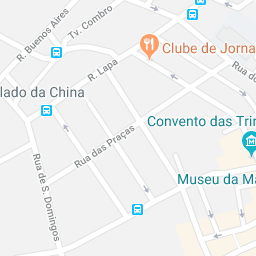 R. Buenos Aires
Tv. Combro
Clube de Jorna
R. Lapa
Rua do
lado da China
Convento das Trin
Rua das Praças
Museu da Ma
Rua de S. Domingos